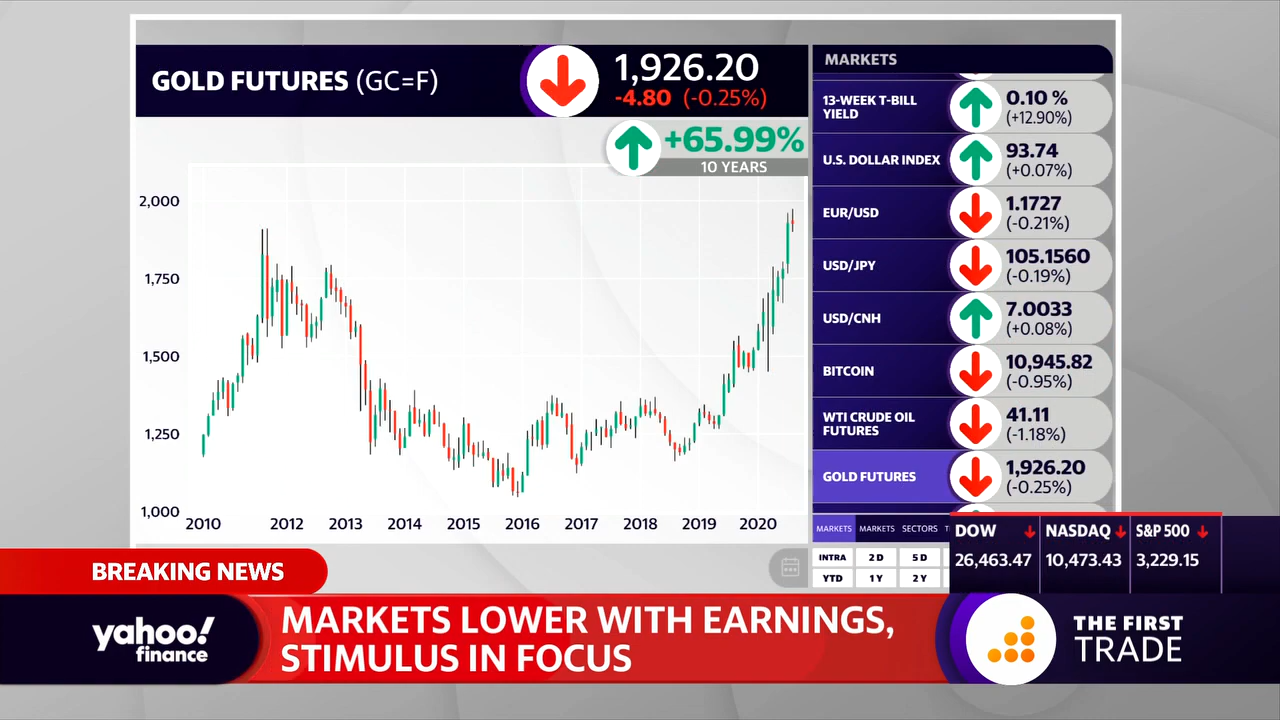 GOLD FUTURES (GC=F)
1,926.20
-4.80 (-0.25%)
+65.99%
10 YEARS
2,000
1,750
1,500
1,250
1,000
2010 2012 2013 2014 2015 2016 2017 2018 2019 2020
MARKETS
13-WEEK T-BILL
YIELD
0.10 %
(+12.90%)
U.S. DOLLAR INDEX
93.74
(+0.07%)
EUR/USD
1.1727
(-0.21%)
USD/JPY
105.1560
(-0.19%)
USD/CNH
7.0033
(+0.08%)
BITCOIN
10,945.82
(-0.95%)
WTI CRUDE OIL
FUTURES
41.11
(-1.18%)
GOLD FUTURES
1,926.20
(-0.25%)
MARKETS MARKETS SECTORS
INTRA 2 D 5 D
YTD 1 Y 2 Y
DOW NASDAQ S&P 500
26,463.47 10,473.43 3,229.15
BREAKING NEWS
yahoo!
finance
MARKETS LOWER WITH EARNINGS,
STIMULUS IN FOCUS
THE FIRST
TRADE